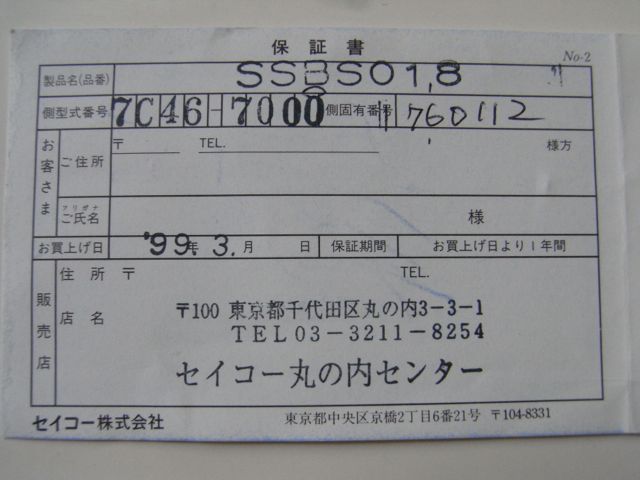 保証書
No-2
製品名(品番) SSBS018
側型式番号 7C46-7000 側固有番号 760112
お客さま
ご住所 〒 TEL. 様方
フリガナ
ご氏名 様
お買上げ日 '99年 3.月 日 保証期間 お買上げ日より1年間
販売店
住所 〒 TEL.
店名
〒100 東京都千代田区丸の内3-3-1
TEL03-3211-8254
セイコー丸の内センター
セイコー株式会社 東京都中央区京橋2丁目6番21号 〒104-8331